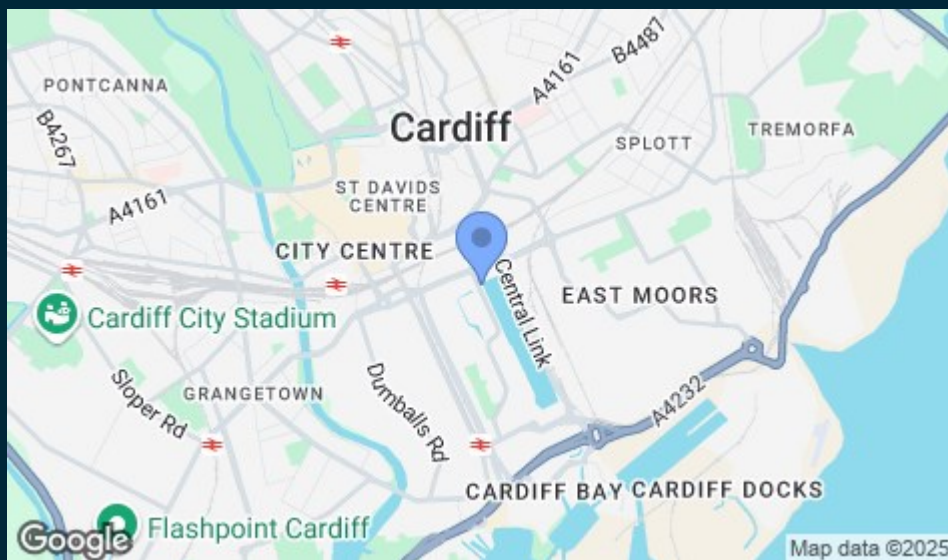 B4487
A4161
PONTCANNA
Cardiff
B4267
SPLOTT
TREMORFA
ST DAVIDS
CENTRE
A4161
CITY CENTRE
Central Link
EAST MOORS
Cardiff City Stadium
Dumballs Rd
Sloper Rd
GRANGETOWN
A4232
CARDIFF BAY
CARDIFF DOCKS
Flashpoint Cardiff
Google
Map data ©2025